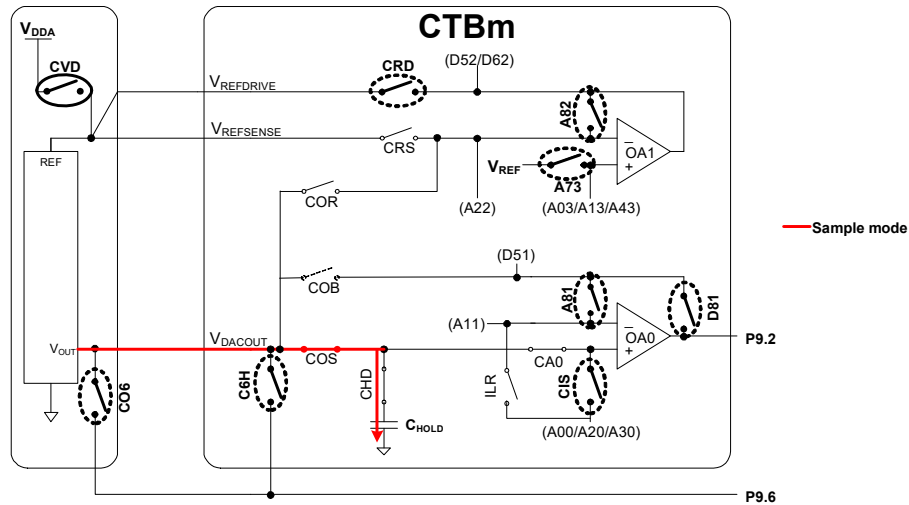 CTBm
VDDA
CVD
CRD
(D52/D62)
VREFDRIVE
A82
VREFSENSE
CRS
OA1
REF
VREF
A73
COR
(A22)
(A03/A13/A43)
Sample mode
(D51)
COB
A81
D81
(A11)
OA0
VOUT
VDACOUT
COS
CA0
P9.2
CO6
C6H
CHD
ILR
CIS
CHOLD
(A00/A20/A30)
P9.6